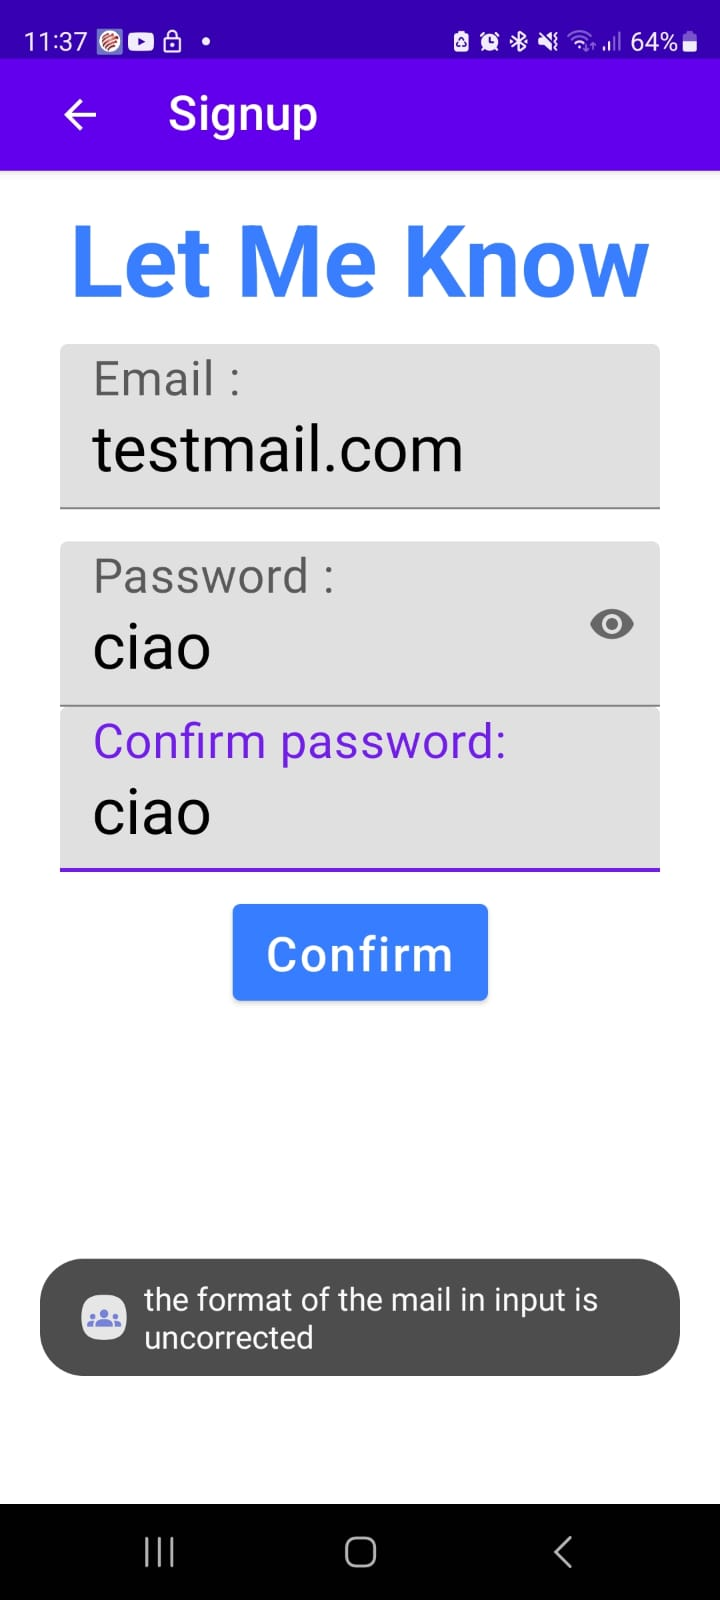 11:37 64%
Signup
Let Me Know
Email :
testmail.com
Password :
ciao
Confirm password:
ciao
Confirm
the format of the mail in input is
uncorrected